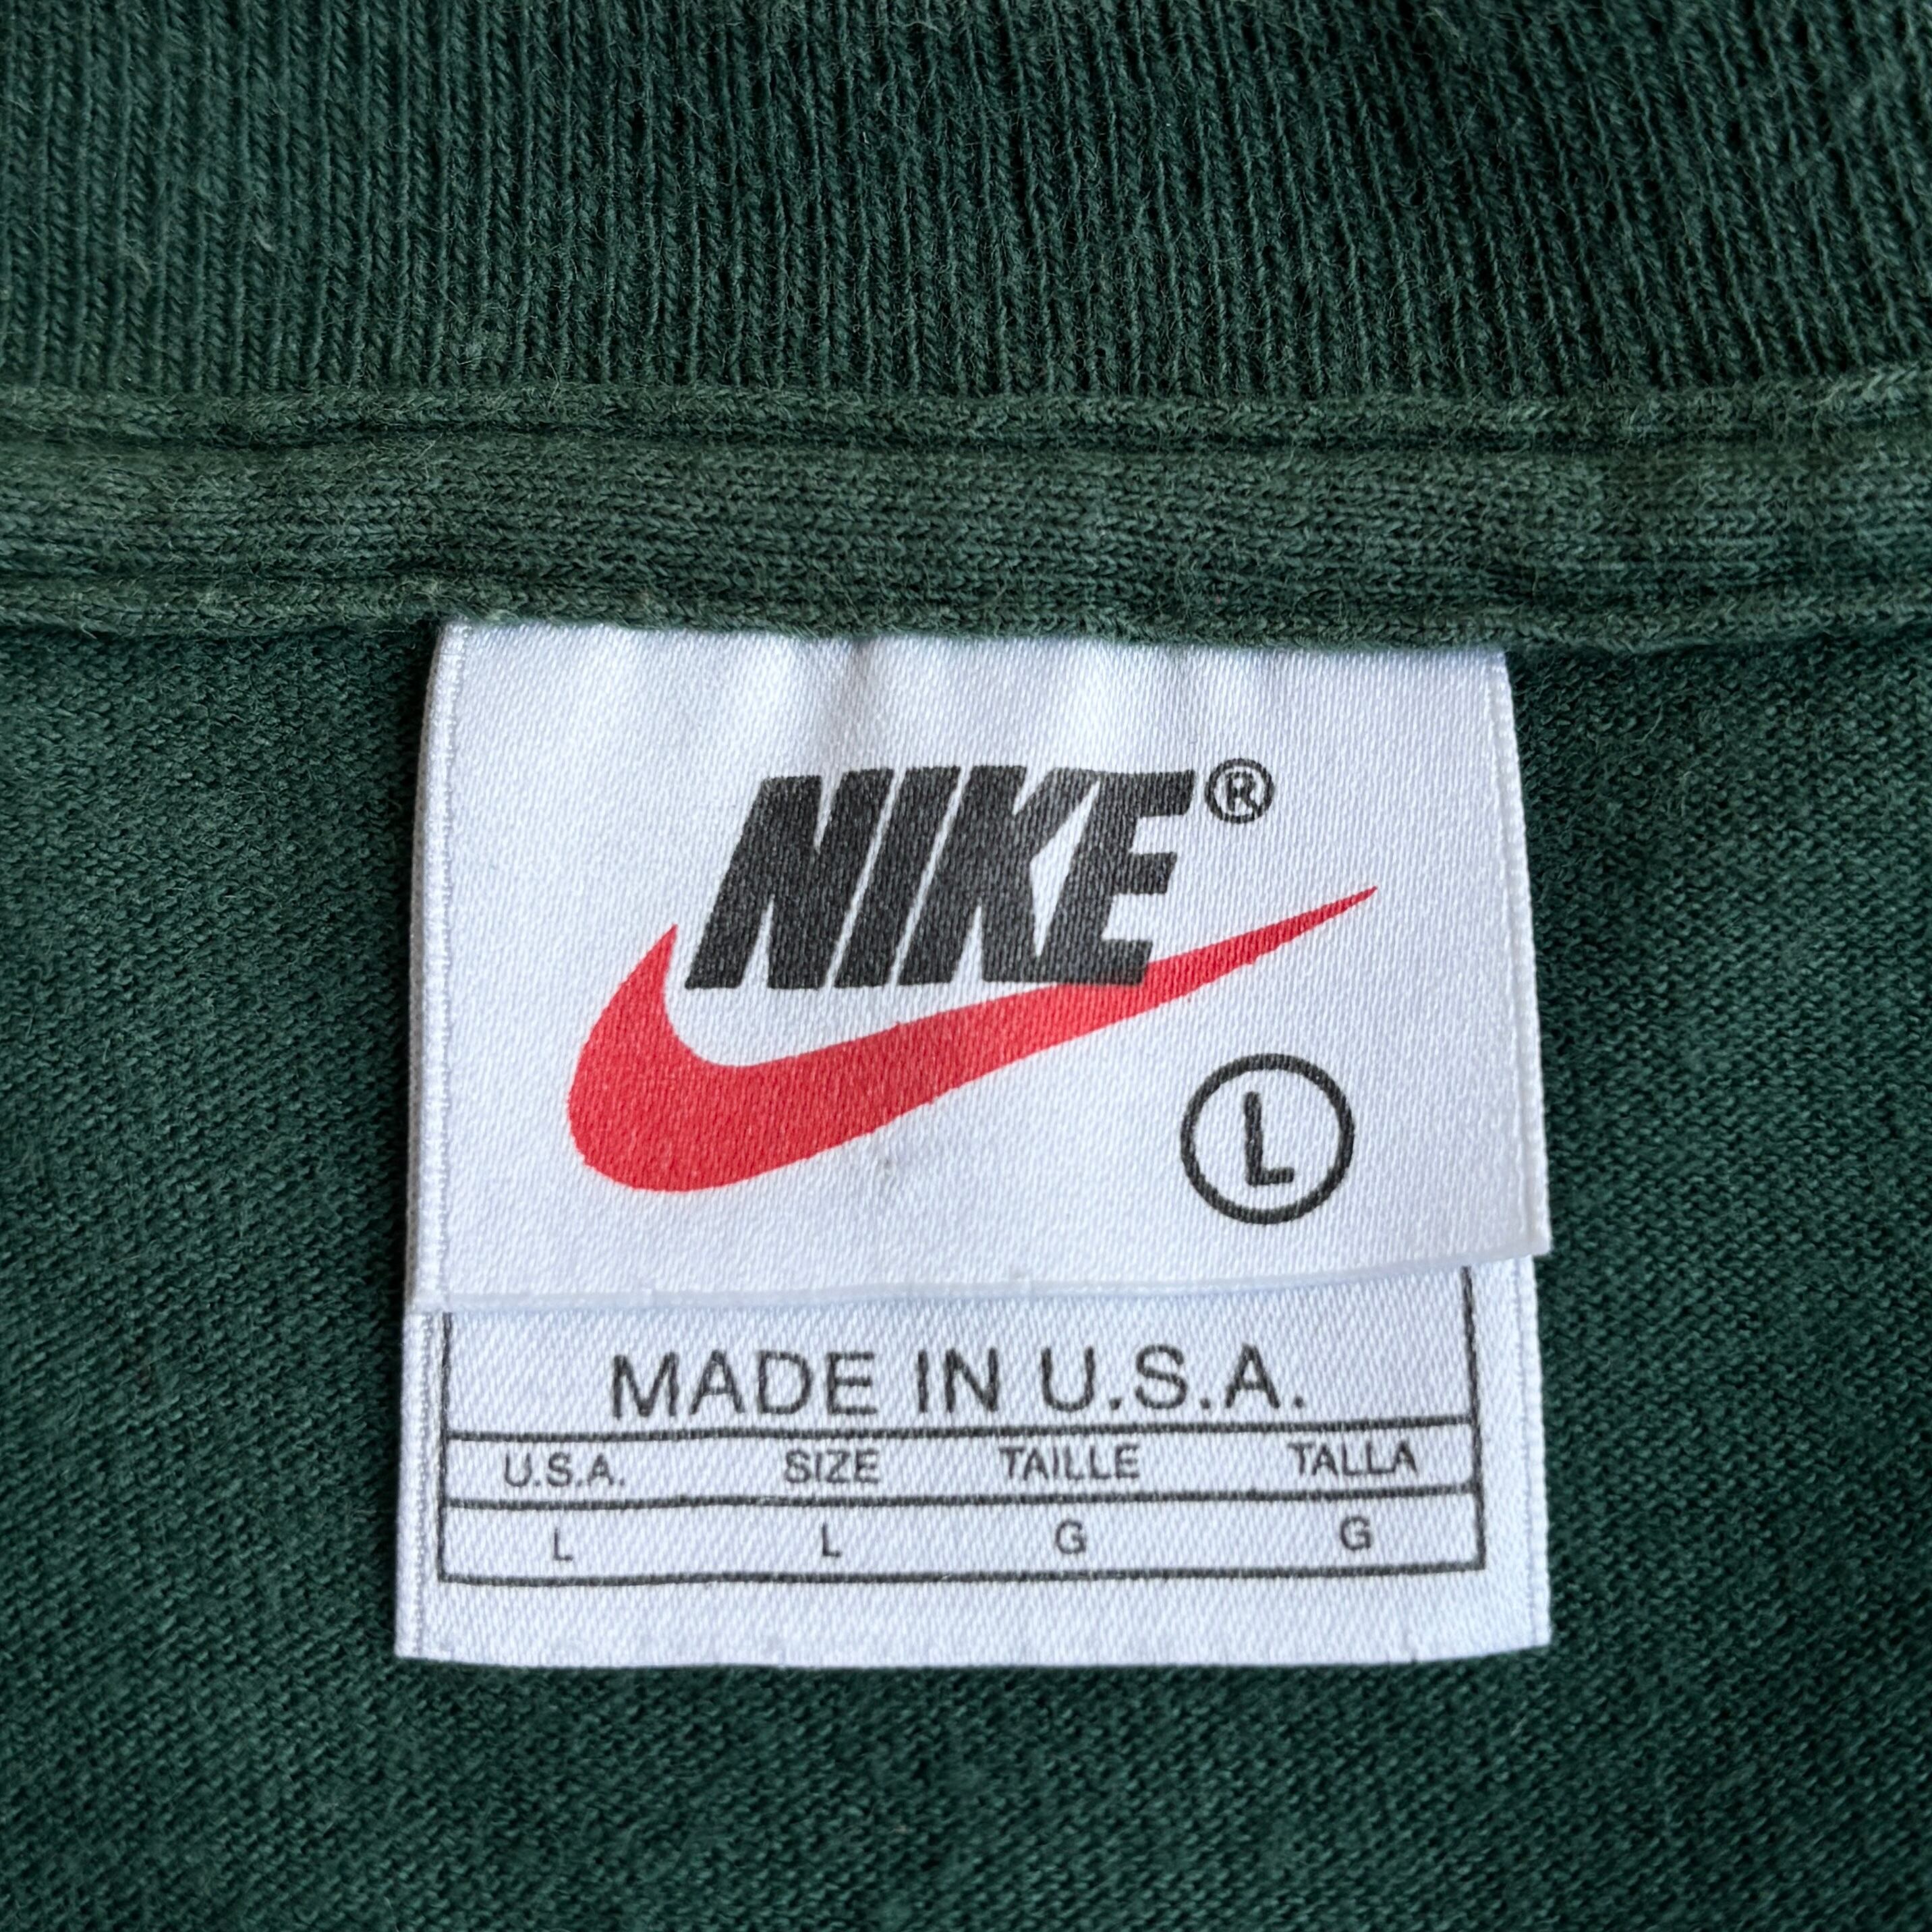 NIKE®
L
MADE IN U.S.A.
U.S.A. SIZE TAILLE TALLA
L L G G